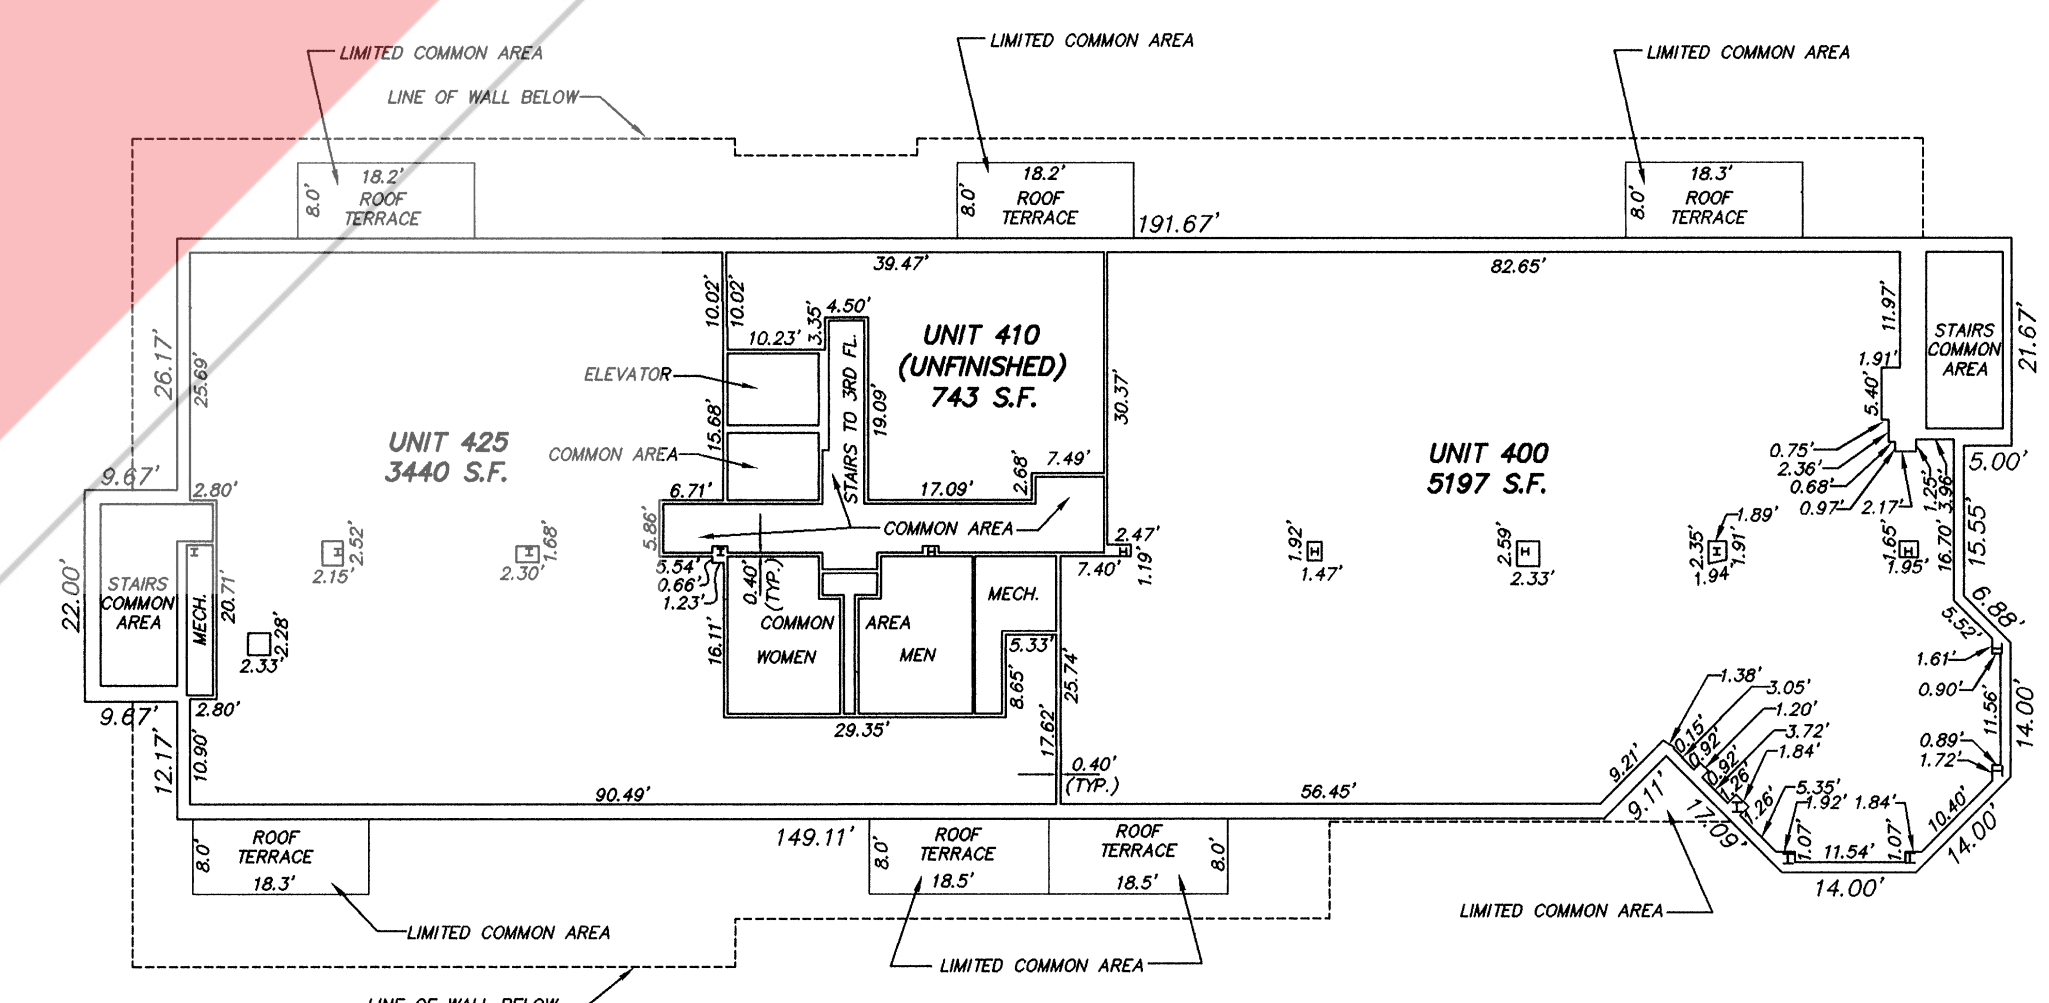 LIMITED COMMON AREA
LIMITED COMMON AREA
LIMITED COMMON AREA
LINE OF WALL BELOW
18.2'
8.0'
ROOF
TERRACE
18.2'
8.0'
ROOF
TERRACE
18.3'
8.0'
ROOF
TERRACE
191.67'
39.47'
82.65'
10.02'
10.02'
4.50'
3.35'
10.23'
UNIT 410
(UNFINISHED)
743 S.F.
11.97'
STAIRS
COMMON
AREA
21.67'
26.17'
25.69'
ELEVATOR
STAIRS TO 3RD FL.
19.09'
30.37'
1.91'
5.40'
15.68'
UNIT 425
3440 S.F.
COMMON AREA
UNIT 400
5197 S.F.
0.75'
2.36'
0.68'
0.97'
2.17'
1.25'
3.96'
5.00'
9.67'
2.80'
6.71'
17.09'
2.68'
7.49'
5.86'
COMMON AREA
2.47'
1.19'
7.40'
H
2.52'
2.15'
H
1.68'
2.30'
H
5.54'
0.66'
1.23'
0.40'
(TYP.)
H
H
1.92'
H
1.47'
2.59'
H
2.33'
2.35'
H
1.89'
1.91'
1.94'
1.65'
H
1.95'
16.70'
15.55'
22.00'
STAIRS
COMMON
AREA
MECH.
20.71'
2.28'
2.33'
16.11'
COMMON AREA
WOMEN
MEN
MECH.
5.33'
8.65'
25.74'
6.88'
5.52'
1.61'
0.90'
11.56'
14.00'
9.67'
2.80'
12.17'
10.90'
29.35'
17.62'
0.40'
(TYP.)
90.49'
56.45'
9.21'
9.11'
1.38'
3.05'
1.20'
3.72'
1.84'
0.15'
0.92'
0.92'
1.26'
.26'
5.35'
1.92'
1.84'
0.89'
1.72'
17.09'
1.07'
11.54'
1.07'
10.40'
14.00'
14.00'
149.11'
8.0'
ROOF
TERRACE
18.3'
8.0'
ROOF
TERRACE
18.5'
ROOF
TERRACE
18.5'
8.0'
LIMITED COMMON AREA
LIMITED COMMON AREA
LIMITED COMMON AREA
LINE OF WALL BELOW